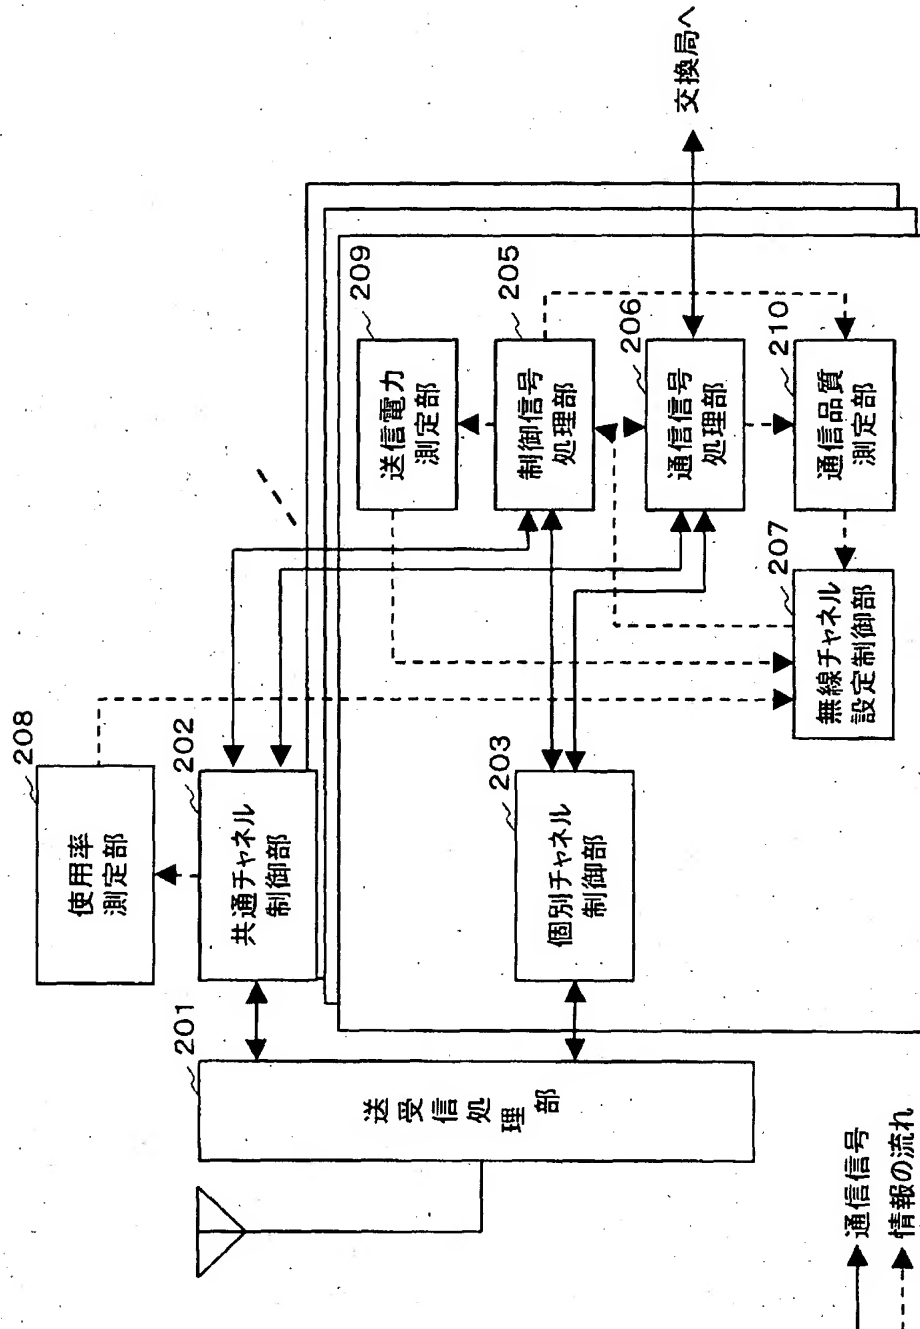 208
使用率
測定部
202
共通チャネル
制御部
201
送受信処理部
203
個別チャネル
制御部
209
送信電力
測定部
205
制御信号
処理部
206
通信信号
処理部
210
通信品質
測定部
207
無線チャネル
設定制御部
交換局へ
通信信号
情報の流れ